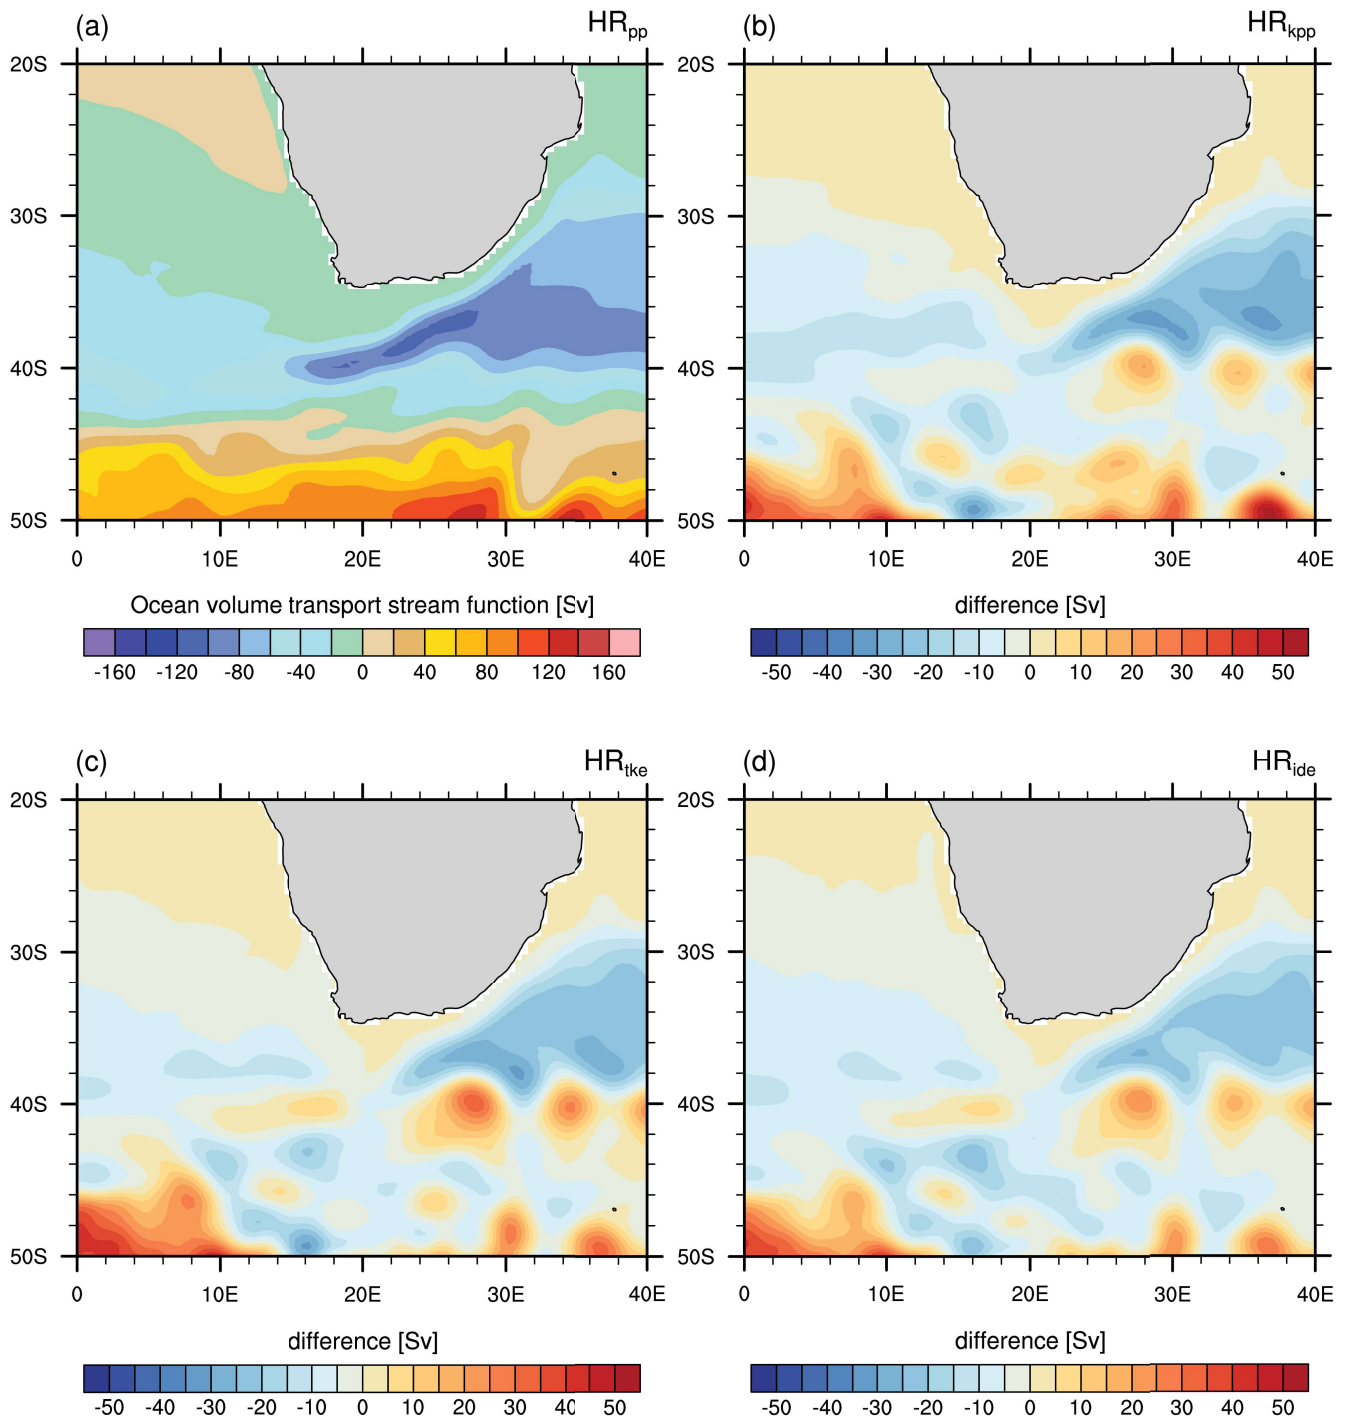 (a) HRpp
20S
30S
40S
50S
0 10E 20E 30E 40E
Ocean volume transport stream function [Sv]
-160 -120 -80 -40 0 40 80 120 160
(b) HRkpp
20S
30S
40S
50S
0 10E 20E 30E 40E
difference [Sv]
-50 -40 -30 -20 -10 0 10 20 30 40 50
(c) HRtke
20S
30S
40S
50S
0 10E 20E 30E 40E
difference [Sv]
-50 -40 -30 -20 -10 0 10 20 30 40 50
(d) HRide
20S
30S
40S
50S
0 10E 20E 30E 40E
difference [Sv]
-50 -40 -30 -20 -10 0 10 20 30 40 50